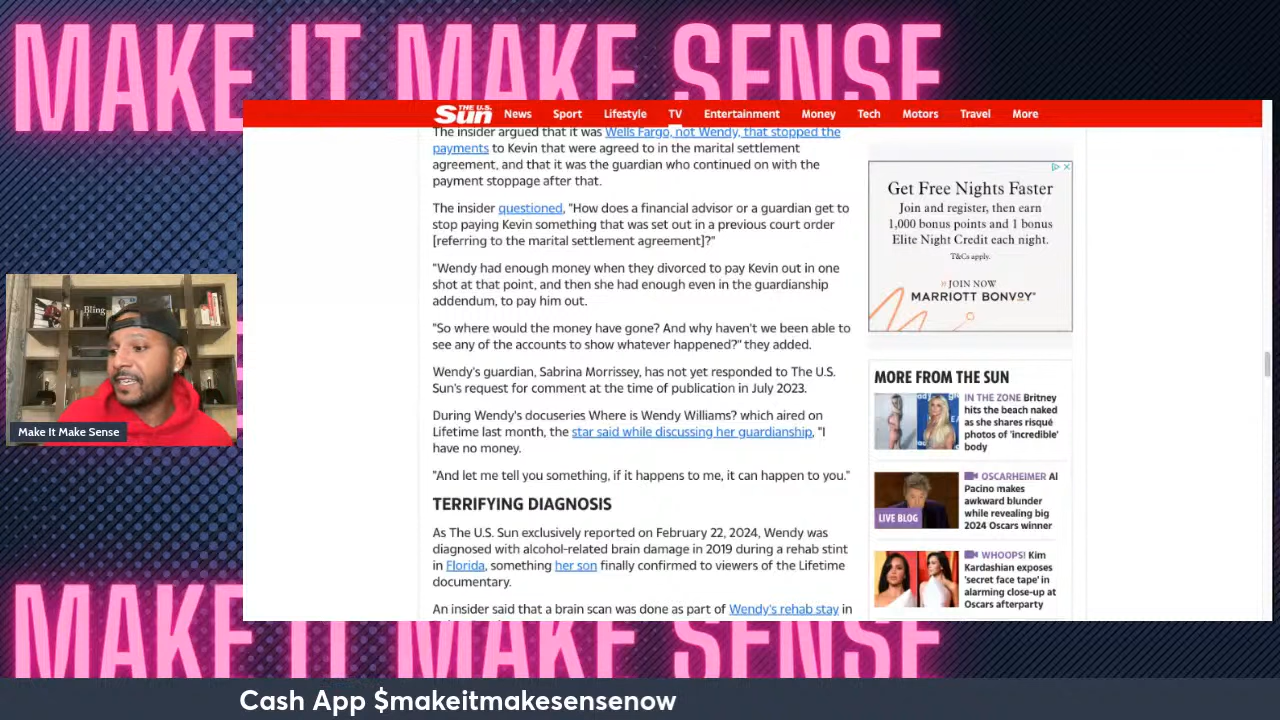 MAKE IT MAKE SENSE
THE U.S. Sun News Sport Lifestyle TV Entertainment Money Tech Motors Travel More
The insider argued that it was Wells Fargo, not Wendy, that stopped the
payments to Kevin that were agreed to in the marital settlement
agreement, and that it was the guardian who continued on with the
payment stoppage after that.
The insider questioned, "How does a financial advisor or a guardian get to
stop paying Kevin something that was set out in a previous court order
[referring to the marital settlement agreement]?"
"Wendy had enough money when they divorced to pay Kevin out in one
shot at that point, and then she had enough even in the guardianship
addendum, to pay him out.
"So where would the money have gone? And why haven't we been able to
see any of the accounts to show whatever happened?" they added.
Wendy's guardian, Sabrina Morrissey, has not yet responded to The U.S.
Sun's request for comment at the time of publication in July 2023.
During Wendy's docuseries Where is Wendy Williams? which aired on
Lifetime last month, the star said while discussing her guardianship, "I
have no money.
"And let me tell you something, if it happens to me, it can happen to you."
TERRIFYING DIAGNOSIS
As The U.S. Sun exclusively reported on February 22, 2024, Wendy was
diagnosed with alcohol-related brain damage in 2019 during a rehab stint
in Florida, something her son finally confirmed to viewers of the Lifetime
documentary.
An insider said that a brain scan was done as part of Wendy's rehab stay in
Get Free Nights Faster
Join and register, then earn
1,000 bonus points and 1 bonus
Elite Night Credit each night.
T&Cs apply.
JOIN NOW
MARRIOTT BONVOY
MORE FROM THE SUN
IN THE ZONE Britney
hits the beach naked
as she shares risqué
photos of 'incredible'
body
OSCARHEIMER Al
Pacino makes
awkward blunder
while revealing big
2024 Oscars winner
LIVE BLOG
WHOOPS! Kim
Kardashian exposes
'secret face tape' in
alarming close-up at
Oscars afterparty
Bling
Make It Make Sense
MAKE IT MAKE SENSE
Cash App $makeitmakesensenow